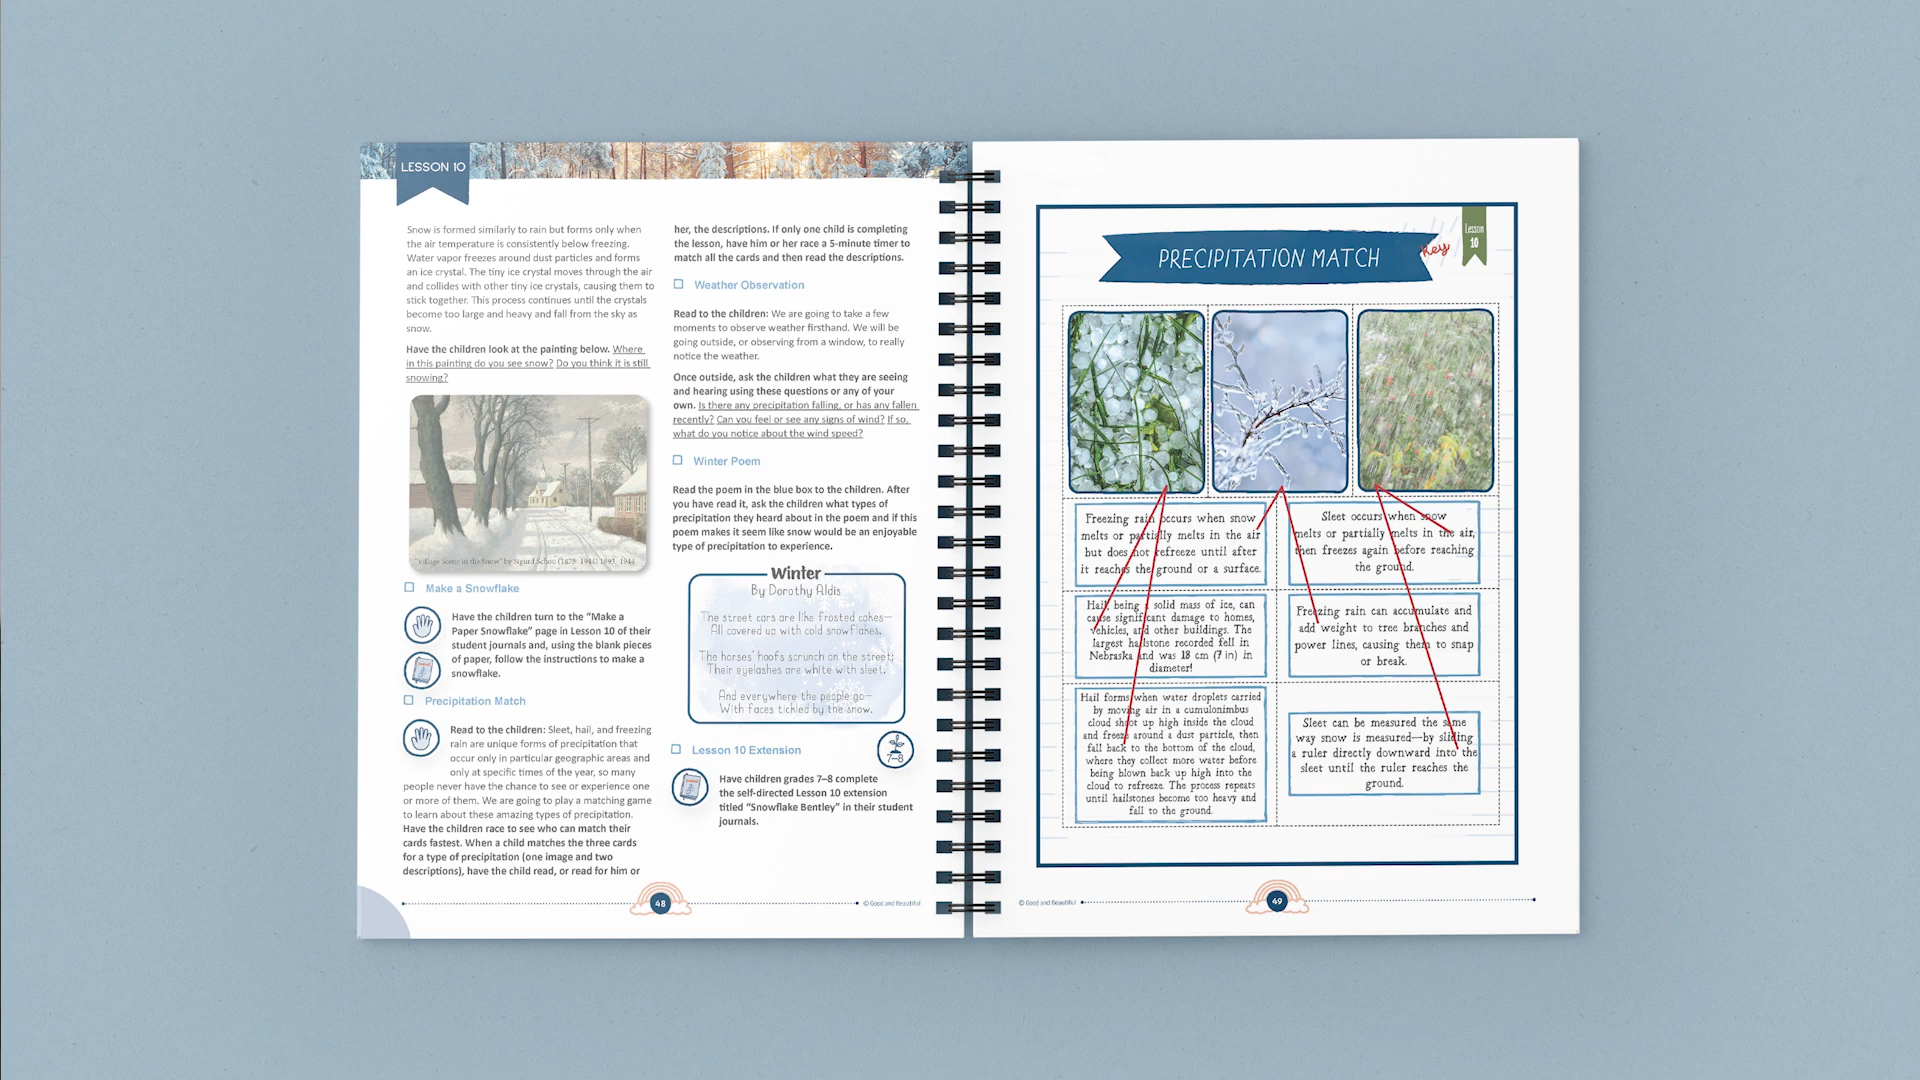 LESSON 10
Snow is formed similarly to rain but forms only when
the air temperature is consistently below freezing.
Water vapor freezes around dust particles and forms
an ice crystal. The tiny ice crystal moves through the air
and collides with other tiny ice crystals, causing them to
stick together. This process continues until the crystals
become too large and heavy and fall from the sky as
snow.
Have the children look at the painting below. Where
in this painting do you see snow? Do you think it is still
snowing?
"Village Scene in the Snow" by Sigurd Schou (1875–1944) 1893, 1944
Make a Snowflake
Have the children turn to the "Make a
Paper Snowflake" page in Lesson 10 of their
student journals and, using the blank pieces
of paper, follow the instructions to make a
snowflake.
Precipitation Match
Read to the children: Sleet, hail, and freezing
rain are unique forms of precipitation that
occur only in particular geographic areas and
only at specific times of the year, so many
people never have the chance to see or experience one
or more of them. We are going to play a matching game
to learn about these amazing types of precipitation.
Have the children race to see who can match their
cards fastest. When a child matches the three cards
for a type of precipitation (one image and two
descriptions), have the child read, or read for him or
her, the descriptions. If only one child is completing
the lesson, have him or her race a 5-minute timer to
match all the cards and then read the descriptions.
Weather Observation
Read to the children: We are going to take a few
moments to observe weather firsthand. We will be
going outside, or observing from a window, to really
notice the weather.
Once outside, ask the children what they are seeing
and hearing using these questions or any of your
own. Is there any precipitation falling, or has any fallen
recently? Can you feel or see any signs of wind? If so,
what do you notice about the wind speed?
Winter Poem
Read the poem in the blue box to the children. After
you have read it, ask the children what types of
precipitation they heard about in the poem and if this
poem makes it seem like snow would be an enjoyable
type of precipitation to experience.
Winter
By Dorothy Aldis
The street cars are like frosted cakes—
All covered up with cold snowflakes.
The horses' hoofs scrunch on the street;
Their eyelashes are white with sleet.
And everywhere the people go—
With faces tickled by the snow.
Lesson 10 Extension
7–8
Have children grades 7–8 complete
the self-directed Lesson 10 extension
titled "Snowflake Bentley" in their student
journals.
48
© Good and Beautiful
Lesson
10
PRECIPITATION MATCH
Key
Freezing rain occurs when snow
melts or partially melts in the air
but does not refreeze until after
it reaches the ground or a surface.
Sleet occurs when snow
melts or partially melts in the air,
then freezes again before reaching
the ground.
Hail, being a solid mass of ice, can
cause significant damage to homes,
vehicles, and other buildings. The
largest hailstone recorded fell in
Nebraska and was 18 cm (7 in) in
diameter!
Freezing rain can accumulate and
add weight to tree branches and
power lines, causing them to snap
or break.
Hail forms when water droplets carried
by moving air in a cumulonimbus
cloud shoot up high inside the cloud
and freeze around a dust particle, then
fall back to the bottom of the cloud,
where they collect more water before
being blown back up high into the
cloud to refreeze. The process repeats
until hailstones become too heavy and
fall to the ground.
Sleet can be measured the same
way snow is measured—by sliding
a ruler directly downward into the
sleet until the ruler reaches the
ground.
© Good and Beautiful
49